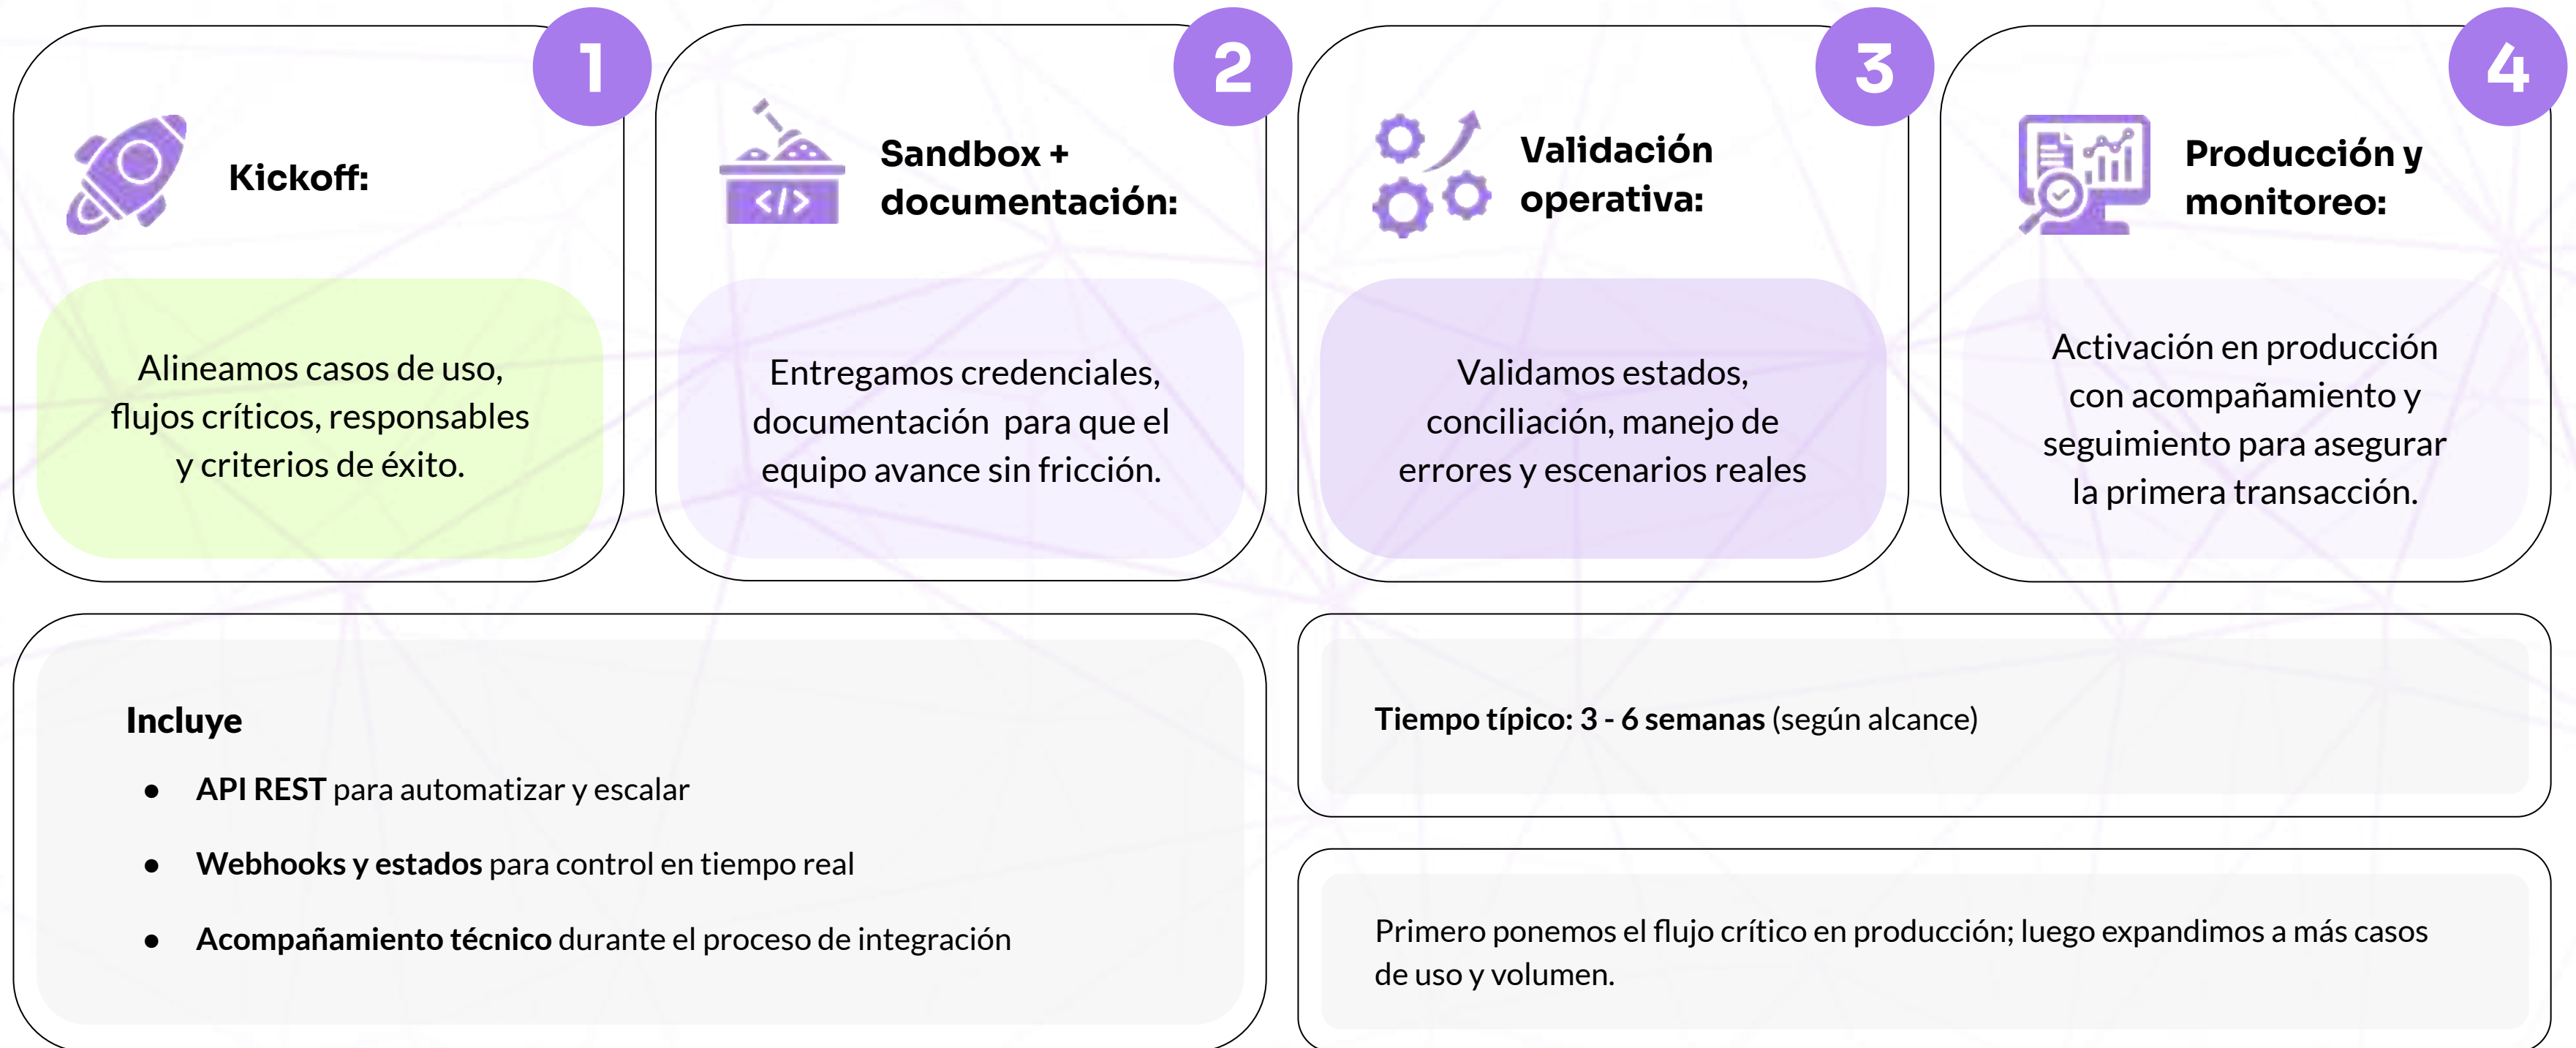 1
Kickoff:
Alineamos casos de uso,
flujos críticos, responsables
y criterios de éxito.
2
Sandbox +
documentación:
</>
Entregamos credenciales,
documentación  para que el
equipo avance sin fricción.
3
Validación
operativa:
Validamos estados,
conciliación, manejo de
errores y escenarios reales
4
Producción y
monitoreo:
Activación en producción
con acompañamiento y
seguimiento para asegurar
la primera transacción.
Incluye
● API REST para automatizar y escalar
● Webhooks y estados para control en tiempo real
● Acompañamiento técnico durante el proceso de integración
Tiempo típico: 3 - 6 semanas (según alcance)
Primero ponemos el flujo crítico en producción; luego expandimos a más casos
de uso y volumen.